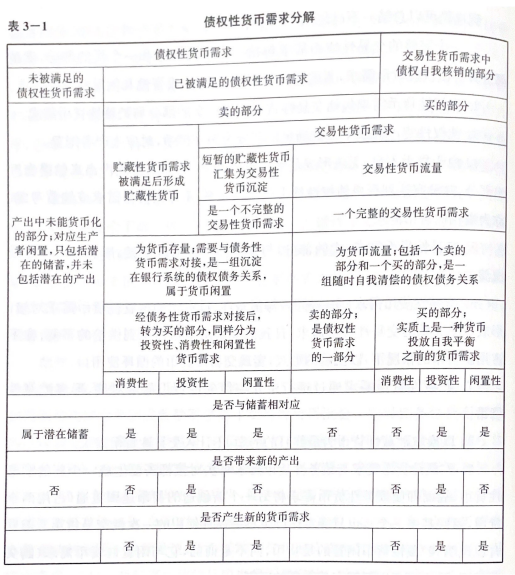 表 3-1
债权性货币需求分解
债权性货币需求
交易性货币需求中
债权自我核销的部分
未被满足的
债权性货币需求
已被满足的债权性货币需求
卖的部分
买的部分
产出中未能货币化
的部分;对应生产
者闲置,只包括潜
在的储蓄,并未
包括潜在的产出
交易性货币需求
贮藏性货币需求
被满足后形成
贮藏性货币
短暂的贮藏性货币
汇集为交易性
货币沉淀
交易性货币流量
是一个不完整的
交易性货币需求
一个完整的交易性货币需求
为货币存量;需要与债务性
货币需求对接,是一组沉淀
在银行系统的债权债务关系,
属于货币闲置
为货币流量;包括一个卖的
部分和一个买的部分,是一
组随时自我清偿的债权债务关系
经债务性货币需求对接后,
转为买的部分,同样分为
投资性、消费性和闲置性
货币需求
卖的部分;
是债权性
货币需求
的一部分
买的部分:
实质上是一种货币
投放自我平衡
之前的货币需求
消费性 投资性 闲置性
消费性 投资性 闲置性
是否与储蓄相对应
属于潜在储蓄 是 是 是 否 否 是 是
是否带来新的产出
否 否 是 否 否 否 是 否
是否产生新的货币需求
否 是 是 否 是 是